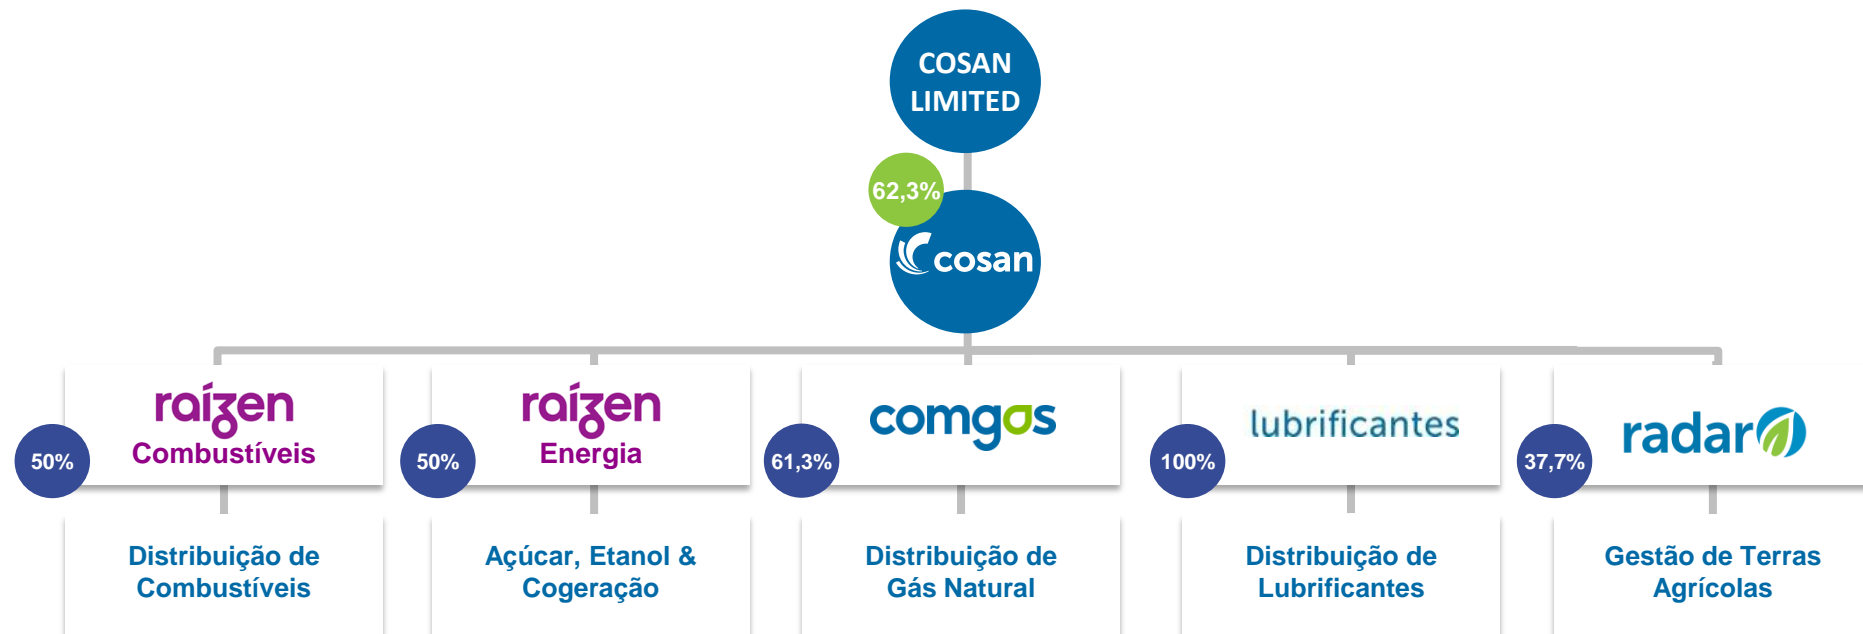 COSAN
LIMITED
62,3%
cosan
raízen
Combustíveis
50%
raízen
Energia
50%
comgas
61,3%
lubrificantes
100%
radar
37,7%
Distribuição de
Combustíveis
Açúcar, Etanol &
Cogeração
Distribuição de
Gás Natural
Distribuição de
Lubrificantes
Gestão de Terras
Agrícolas